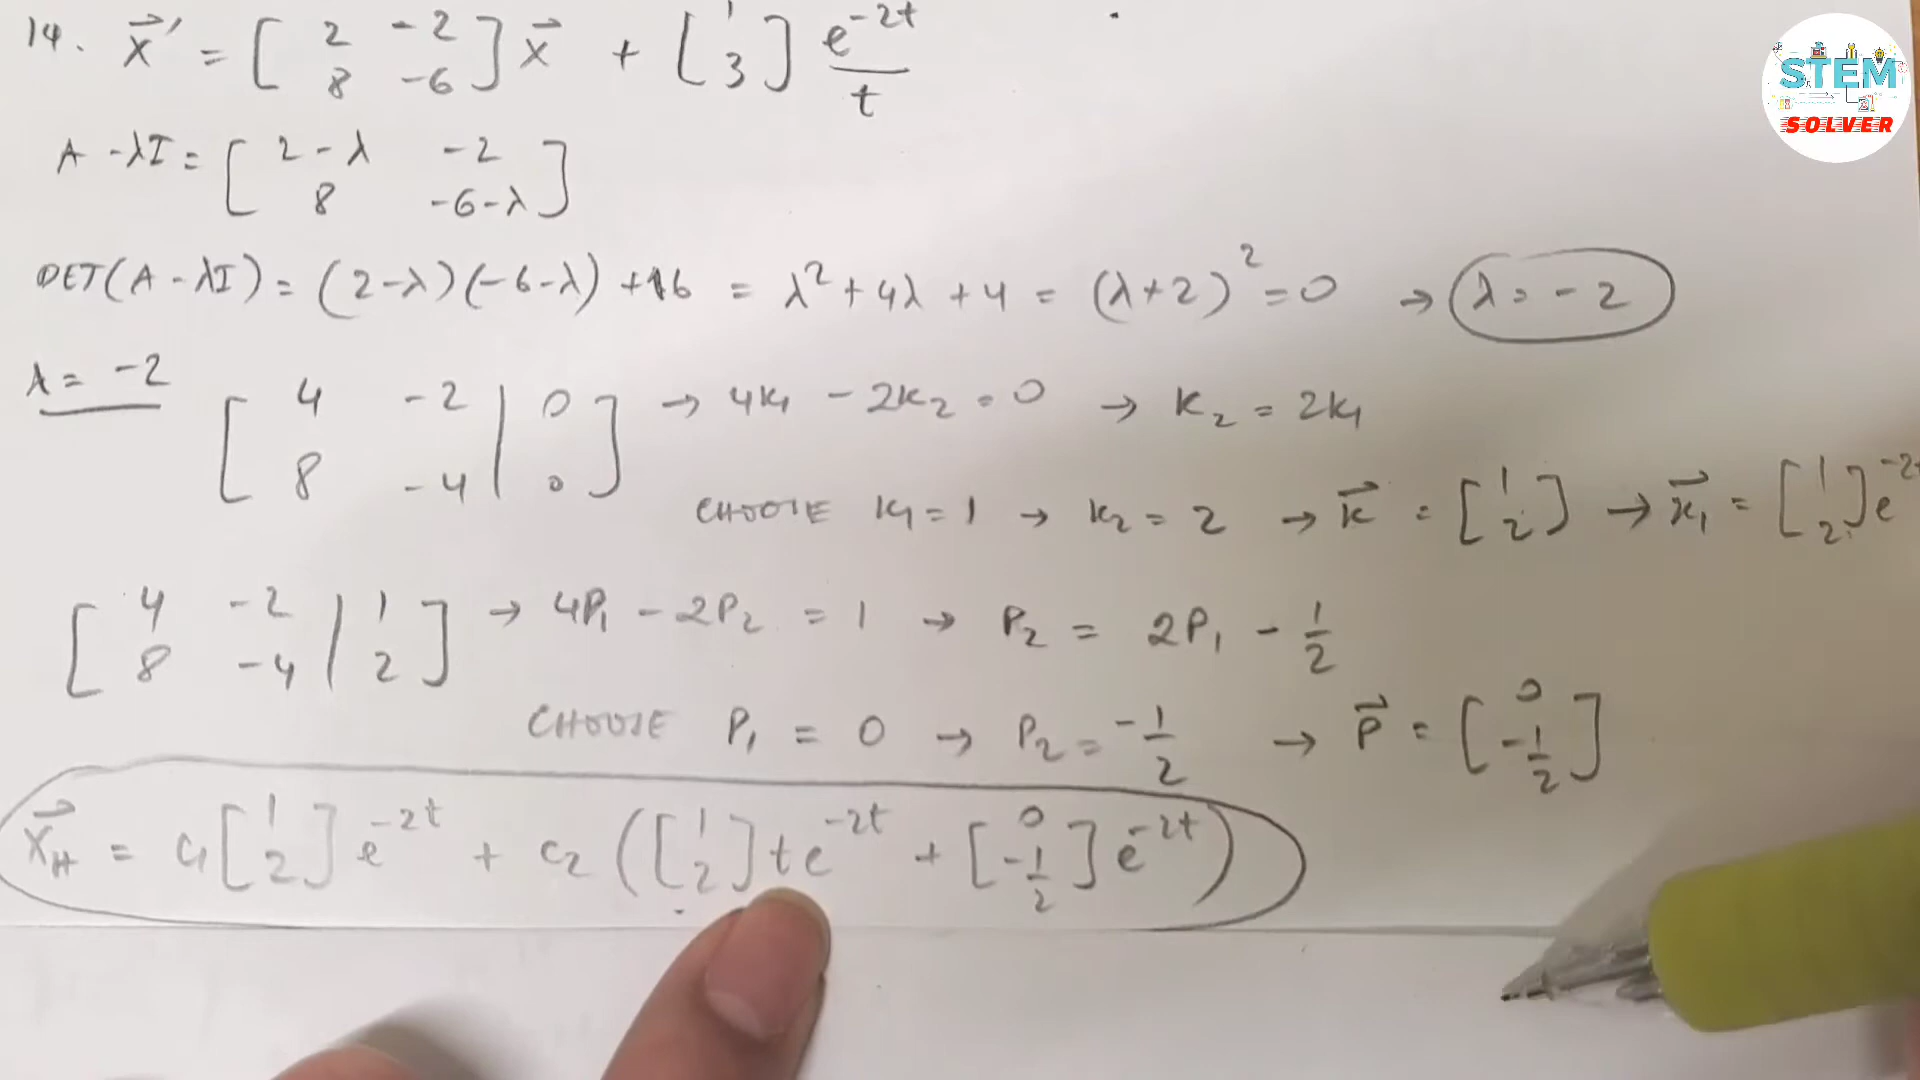 14. x⃗' = [2 -2; 8 -6] x⃗ + [1; 3] e^{-2t}/t
STEM
SOLVER
A - λI = [2-λ -2; 8 -6-λ]
DET(A - λI) = (2-λ)(-6-λ) + 16 = λ² + 4λ + 4 = (λ+2)² = 0 → λ = -2
λ = -2
[4 -2 | 0; 8 -4 | 0] → 4k₁ - 2k₂ = 0 → k₂ = 2k₁
CHOOSE k₁ = 1 → k₂ = 2 → k⃗ = [1; 2] → x⃗₁ = [1; 2] e^{-2t}
[4 -2 | 1; 8 -4 | 2] → 4P₁ - 2P₂ = 1 → P₂ = 2P₁ - 1/2
CHOOSE P₁ = 0 → P₂ = -1/2 → P⃗ = [0; -1/2]
x⃗_H = c₁ [1; 2] e^{-2t} + c₂ ([1; 2] t e^{-2t} + [0; -1/2] e^{-2t})